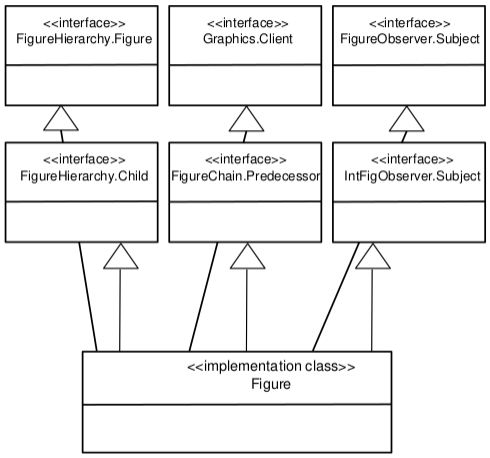 <<interface>>
FigureHierarchy.Figure
<<interface>>
Graphics.Client
<<interface>>
FigureObserver.Subject
<<interface>>
FigureHierarchy.Child
<<interface>>
FigureChain.Predecessor
<<interface>>
IntFigObserver.Subject
<<implementation class>>
Figure